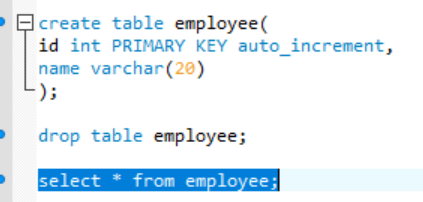 create table employee(
id int PRIMARY KEY auto_increment,
name varchar(20)
);
drop table employee;
select * from employee;